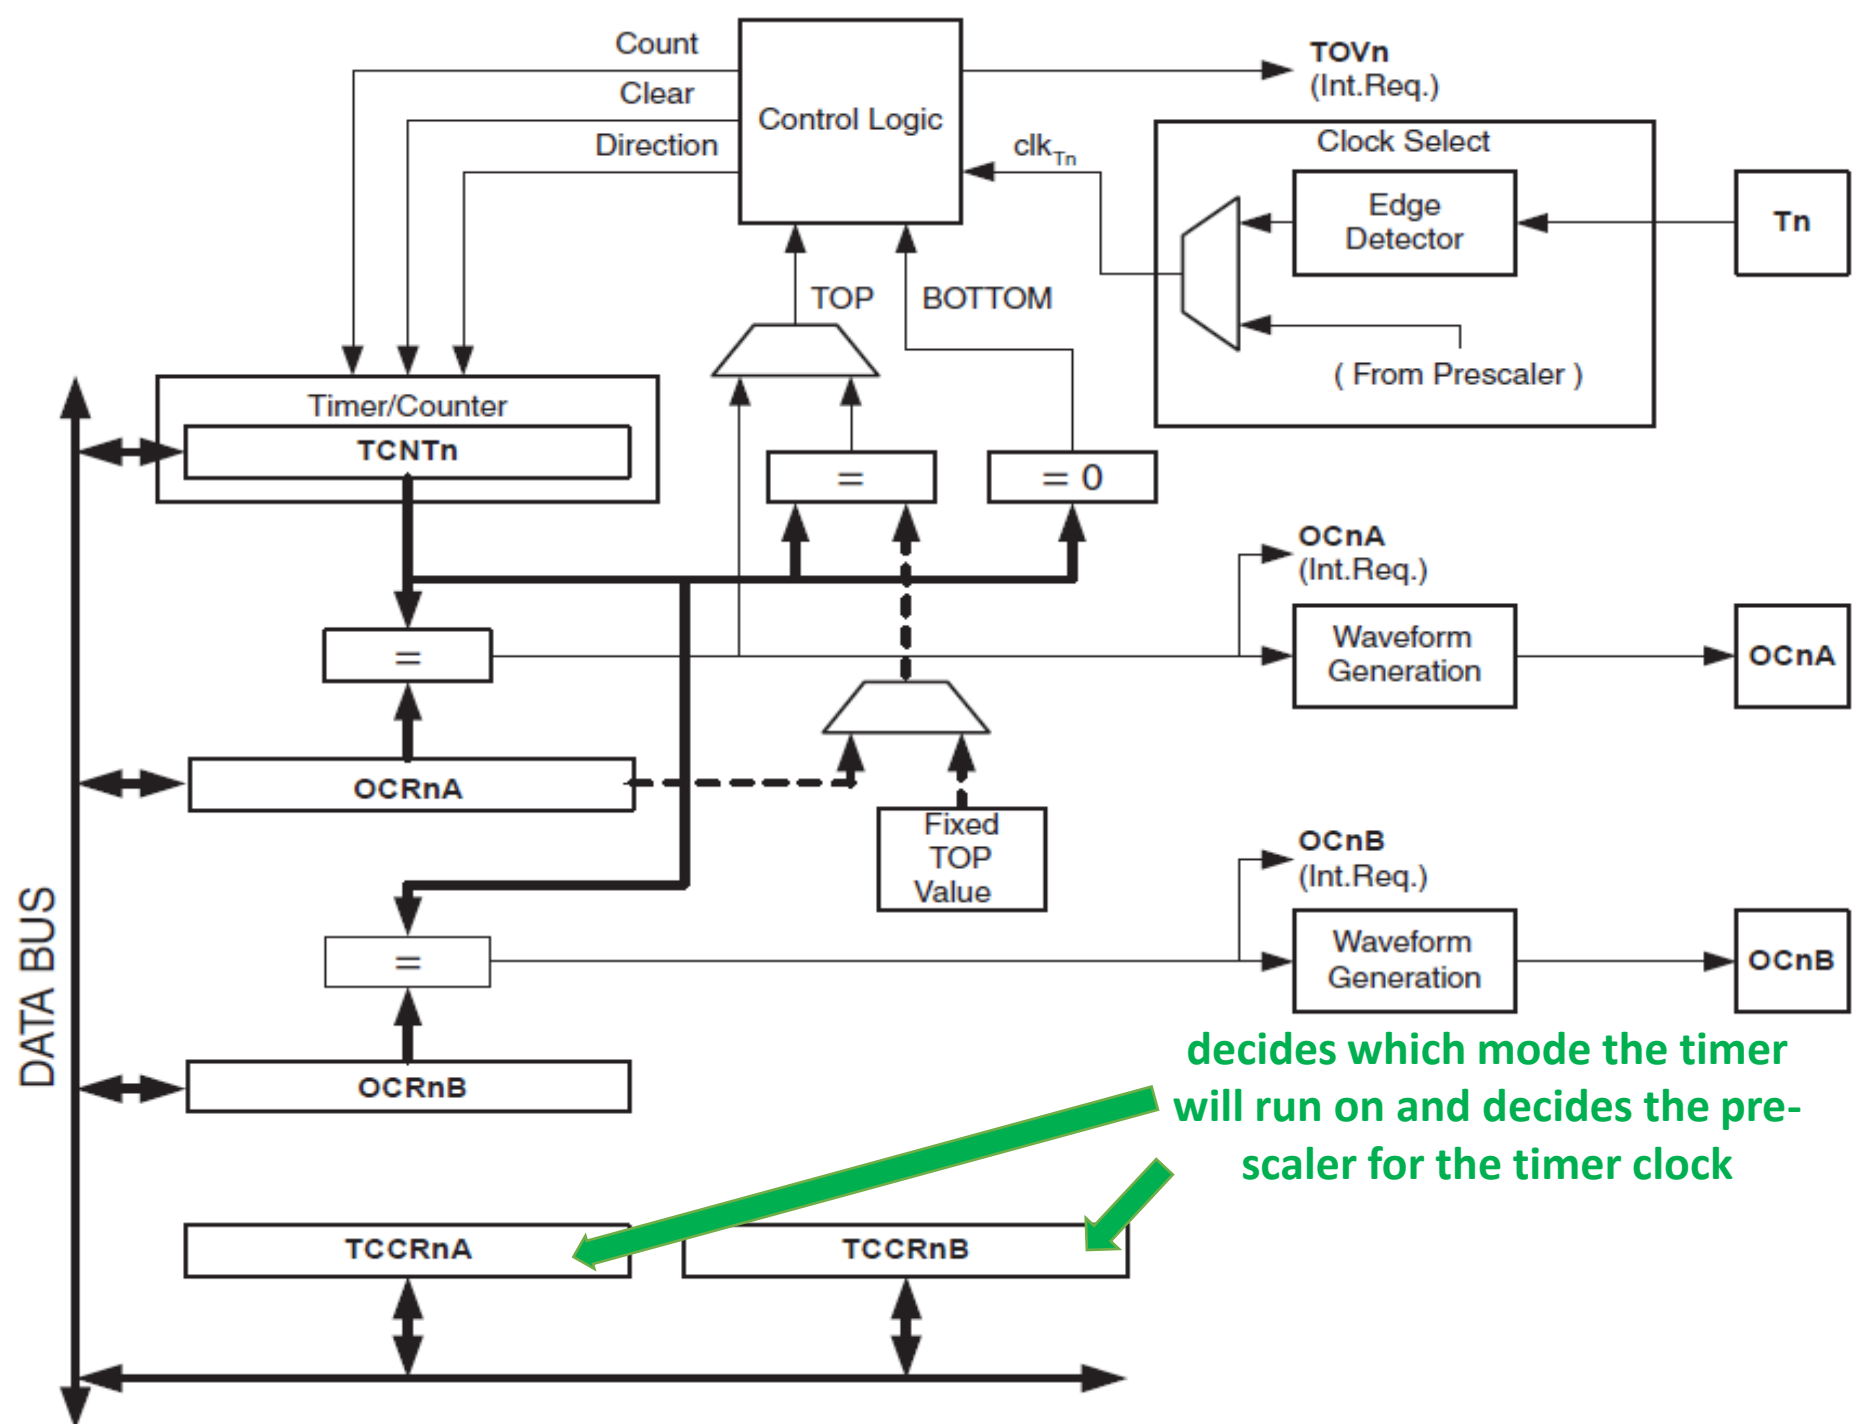 Count
Clear
Direction
Control Logic
TOVn
(Int.Req.)
clkTn
Clock Select
Edge
Detector
Tn
TOP
BOTTOM
( From Prescaler )
Timer/Counter
TCNTn
=
= 0
OCnA
(Int.Req.)
=
Waveform
Generation
OCnA
OCRnA
Fixed
TOP
Value
OCnB
(Int.Req.)
=
Waveform
Generation
OCnB
DATA BUS
OCRnB
decides which mode the timer
will run on and decides the pre-
scaler for the timer clock
TCCRnA
TCCRnB